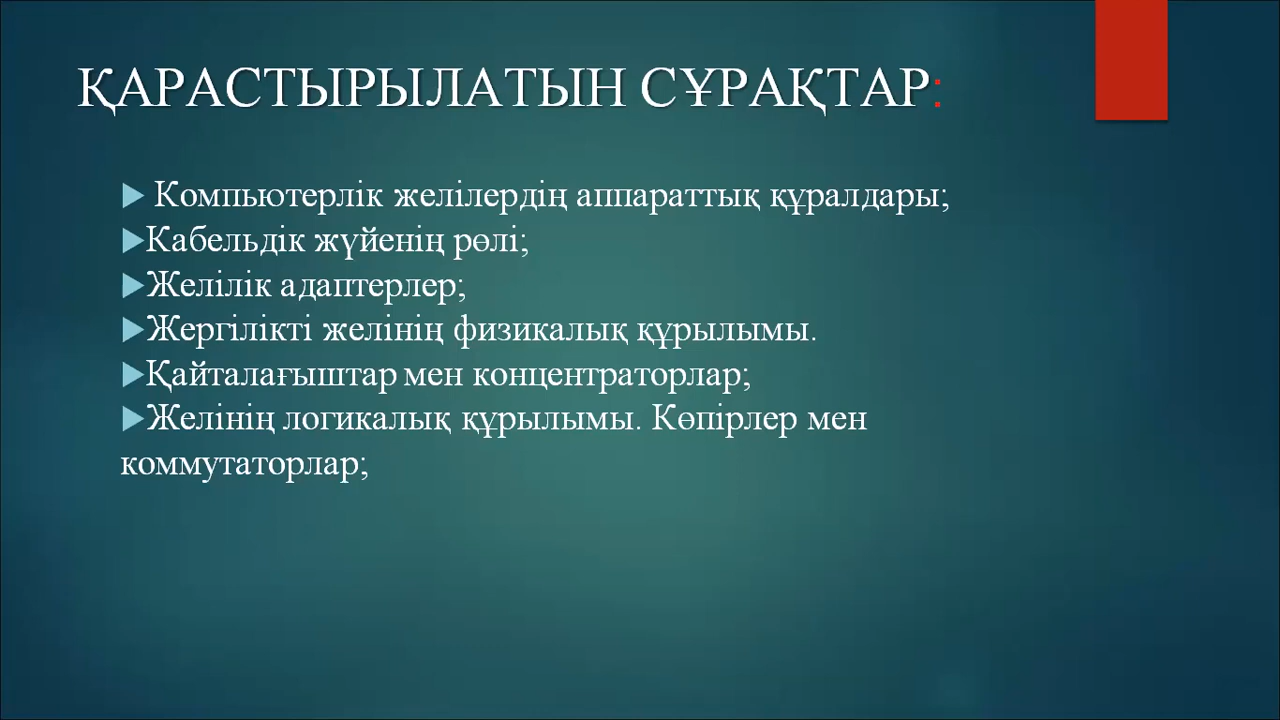 ҚАРАСТЫРЫЛАТЫН СҰРАҚТАР:
Компьютерлік желілердің аппараттық құралдары;
Кабельдік жүйенің рөлі;
Желілік адаптерлер;
Жергілікті желінің физикалық құрылымы.
Қайталағыштар мен концентраторлар;
Желінің логикалық құрылымы. Көпірлер мен
коммутаторлар;